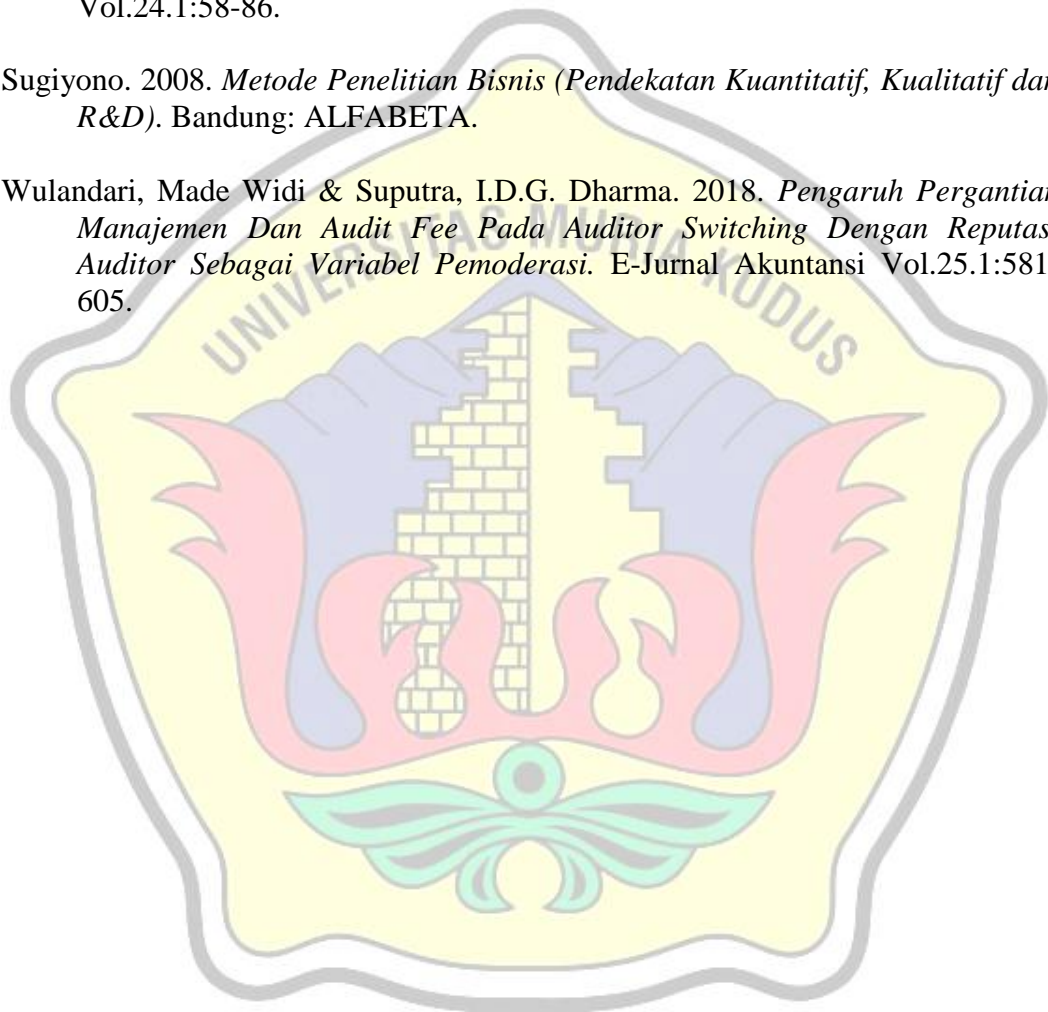 Vol.24.1:58-86.
Sugiyono. 2008. Metode Penelitian Bisnis (Pendekatan Kuantitatif, Kualitatif dan
R&D). Bandung: ALFABETA.
Wulandari, Made Widi & Suputra, I.D.G. Dharma. 2018. Pengaruh Pergantian
Manajemen Dan Audit Fee Pada Auditor Switching Dengan Reputasi
Auditor Sebagai Variabel Pemoderasi. E-Jurnal Akuntansi Vol.25.1:581-
605.
UNIVERSITAS MURIA KUDUS